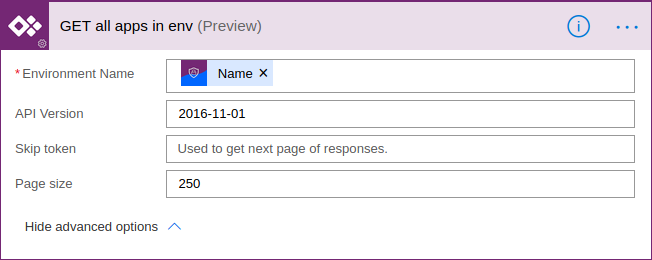 GET all apps in env (Preview)
* Environment Name Name ×
API Version 2016-11-01
Skip token Used to get next page of responses.
Page size 250
Hide advanced options